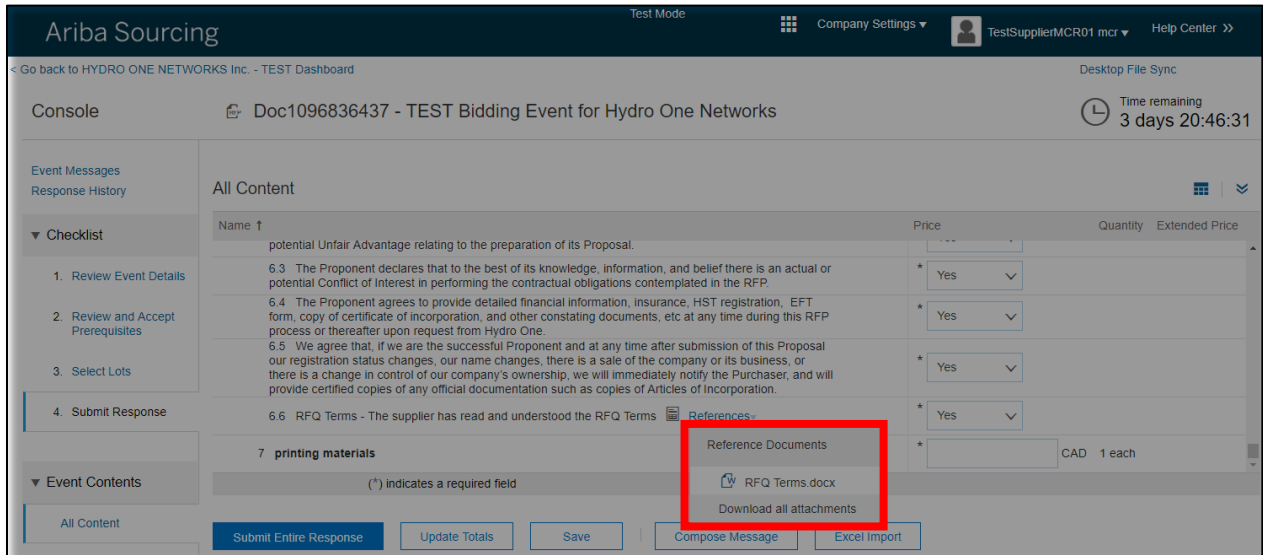 Test Mode
Ariba Sourcing
Company Settings
TestSupplierMCR01 mcr
Help Center >>
< Go back to HYDRO ONE NETWORKS Inc. - TEST Dashboard
Desktop File Sync
Console
Doc1096836437 - TEST Bidding Event for Hydro One Networks
Time remaining
3 days 20:46:31
Event Messages
Response History
All Content
Checklist
1. Review Event Details
2. Review and Accept
Prerequisites
3. Select Lots
4. Submit Response
Event Contents
All Content
Name ↑
Price
Quantity
Extended Price
potential Unfair Advantage relating to the preparation of its Proposal.
6.3 The Proponent declares that to the best of its knowledge, information, and belief there is an actual or
potential Conflict of Interest in performing the contractual obligations contemplated in the RFP.
* Yes
6.4 The Proponent agrees to provide detailed financial information, insurance, HST registration, EFT
form, copy of certificate of incorporation, and other constating documents, etc at any time during this RFP
process or thereafter upon request from Hydro One.
* Yes
6.5 We agree that, if we are the successful Proponent and at any time after submission of this Proposal
our registration status changes, our name changes, there is a sale of the company or its business, or
there is a change in control of our company's ownership, we will immediately notify the Purchaser, and will
provide certified copies of any official documentation such as copies of Articles of Incorporation.
* Yes
6.6 RFQ Terms - The supplier has read and understood the RFQ Terms References
* Yes
Reference Documents
RFQ Terms.docx
Download all attachments
7 printing materials
* CAD 1 each
(*) indicates a required field
Submit Entire Response
Update Totals
Save
Compose Message
Excel Import